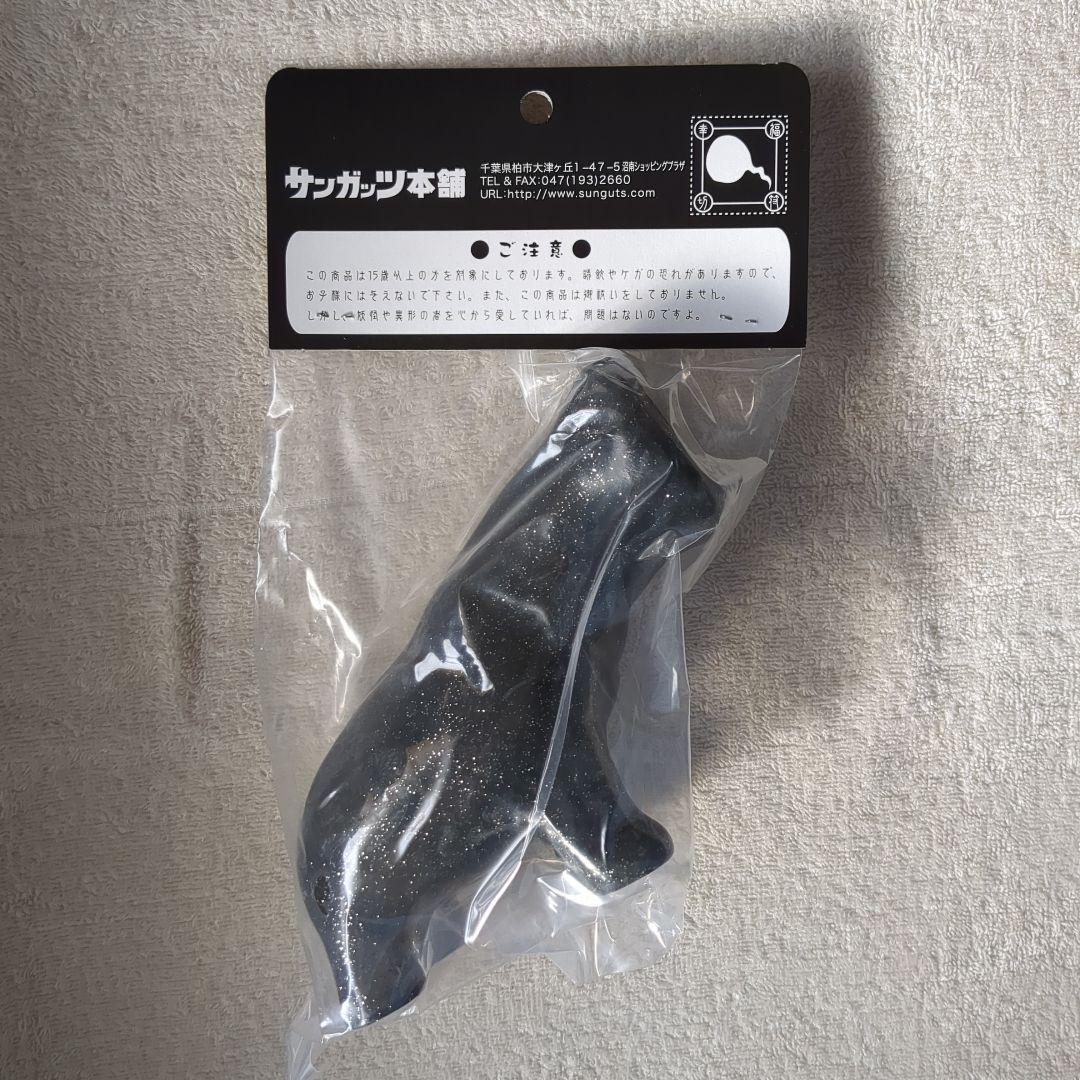 サンガッツ本舗
千葉県柏市大津ヶ丘1-47-5沼南ショッピングプラザ
TEL & FAX:047(193)2660
URL:http://www.sunguts.com
幸 福
切 符
●ご注意●
この商品は15歳以上の方を対象にしております。誤飲やケガの恐れがありますので、
お子様には与えないで下さい。また、この商品は彩色いをしておりません。
しかし、妖怪や異形の者を心から愛していれば、問題はないのですよ。